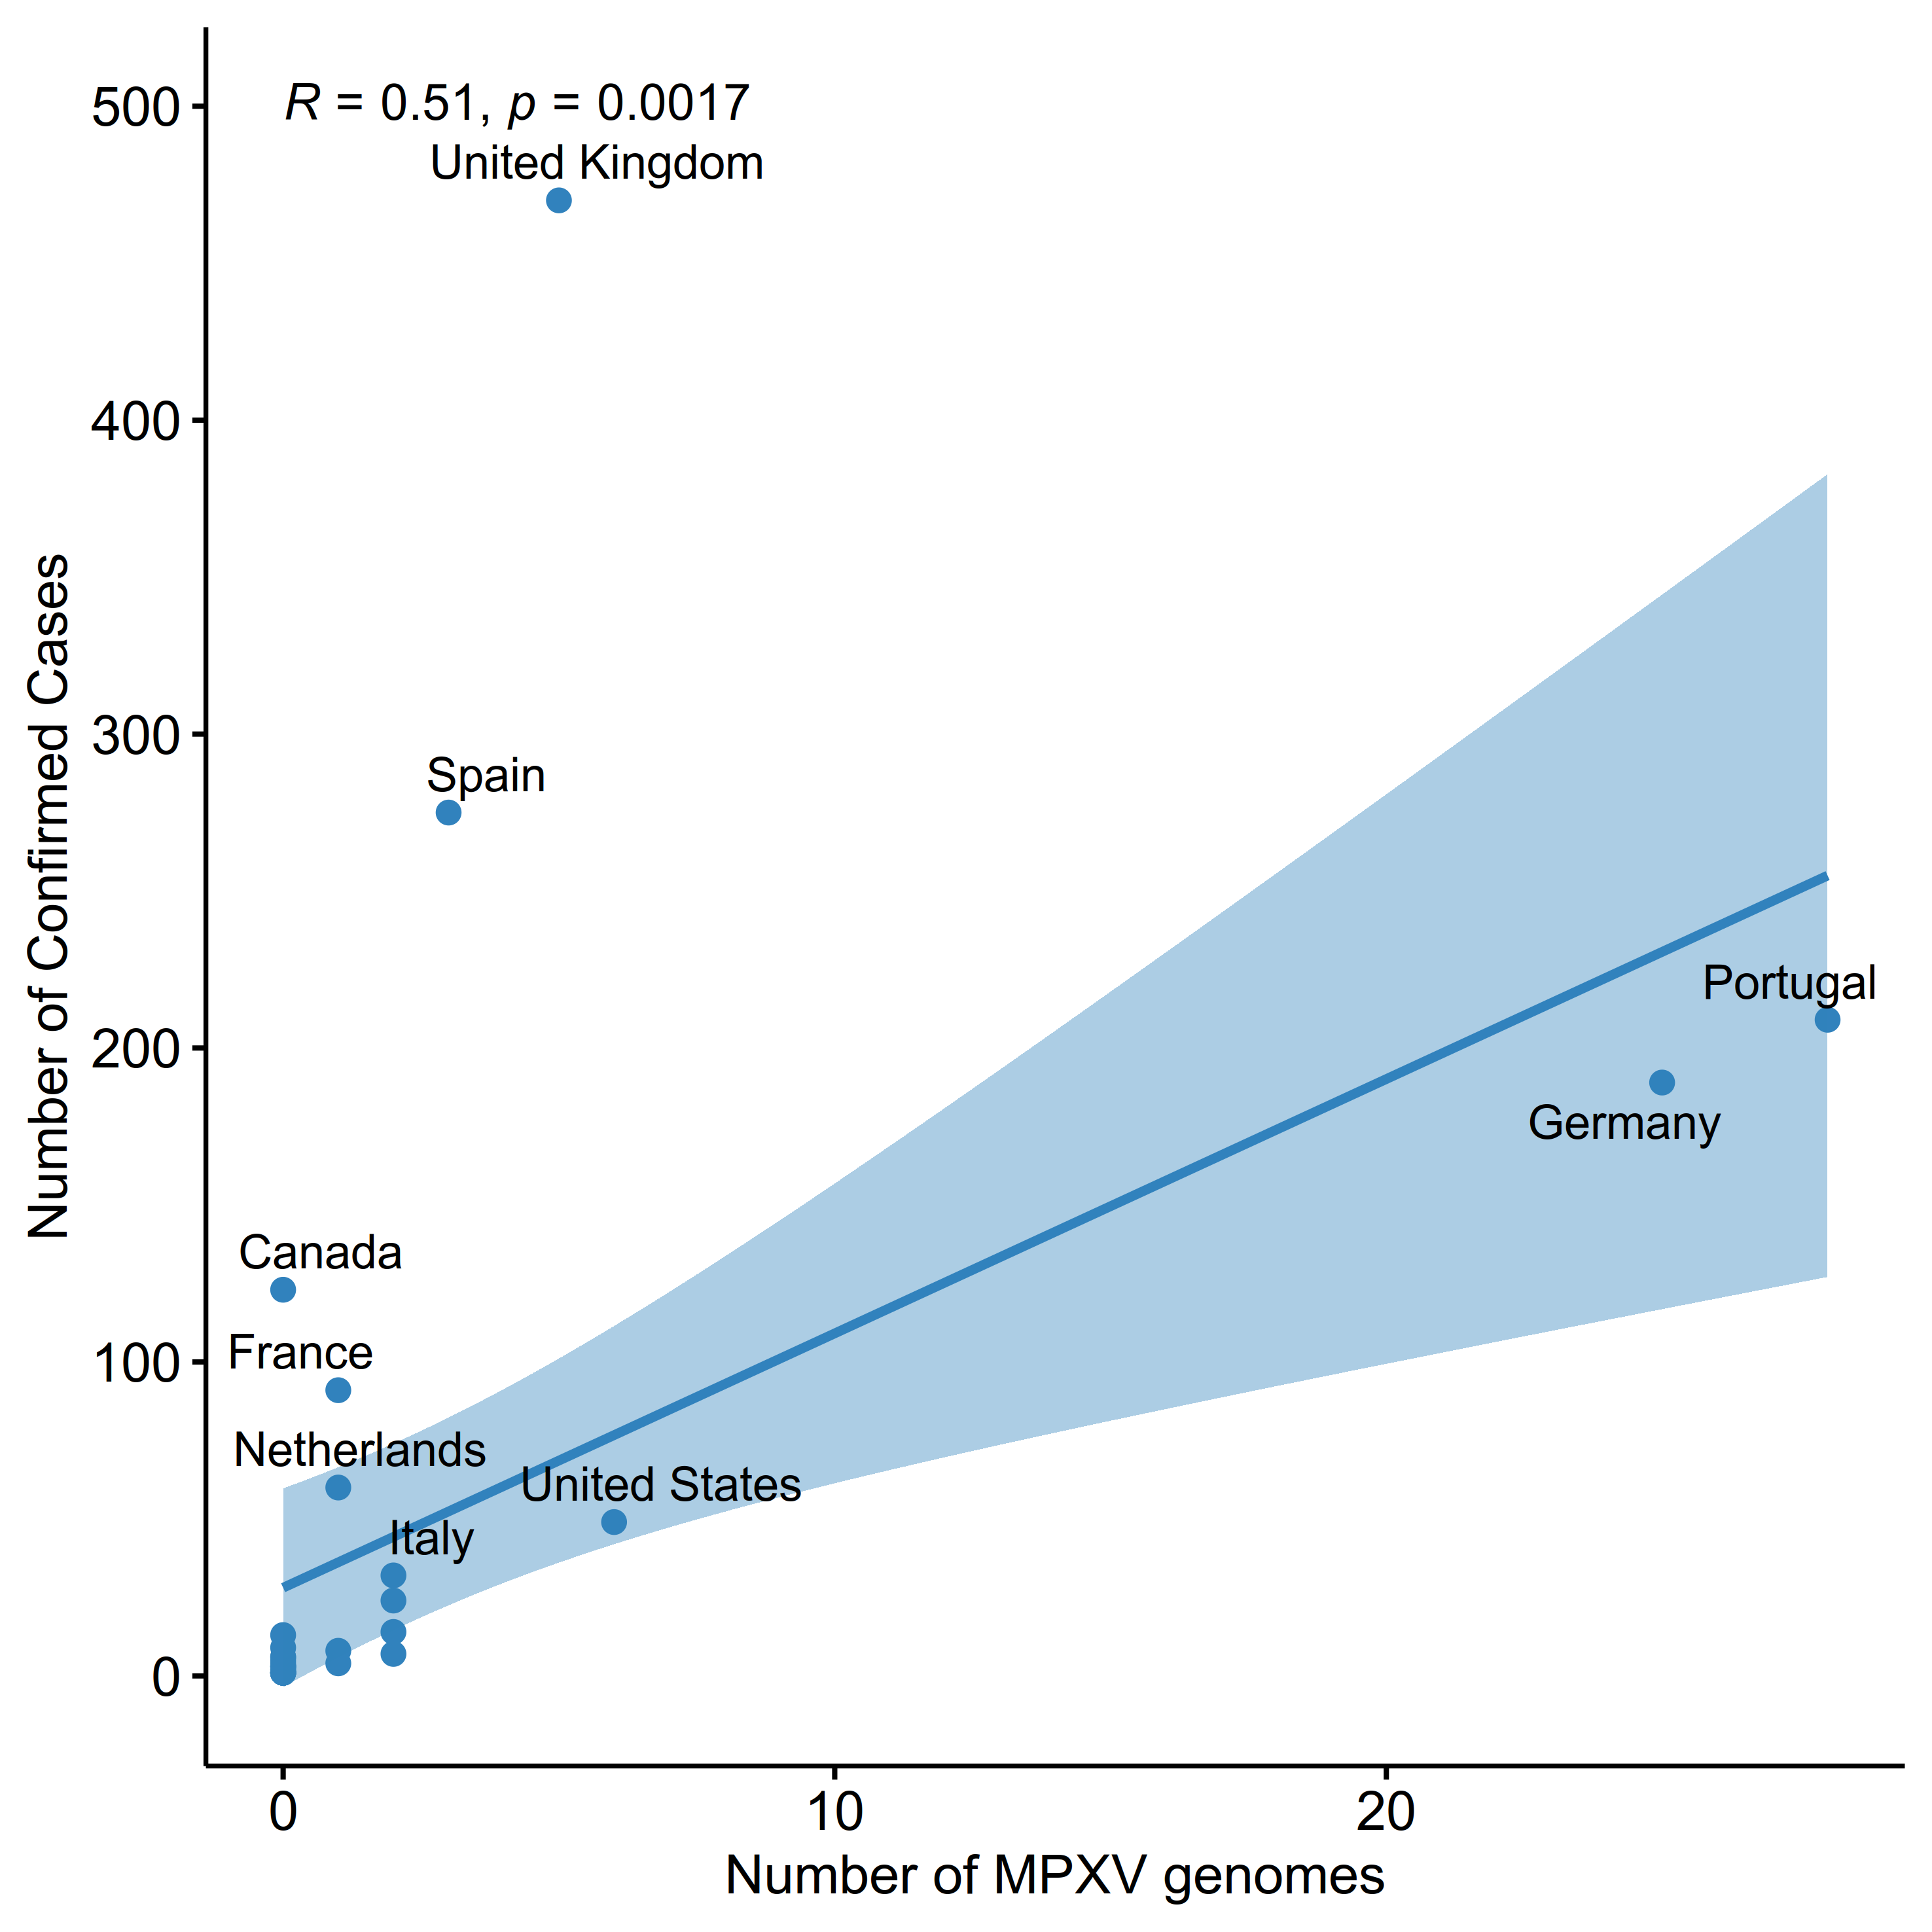 R = 0.51, p = 0.0017
United Kingdom
Spain
Portugal
Germany
Canada
France
Netherlands
United States
Italy
500
400
300
200
100
0
0 10 20
Number of Confirmed Cases
Number of MPXV genomes